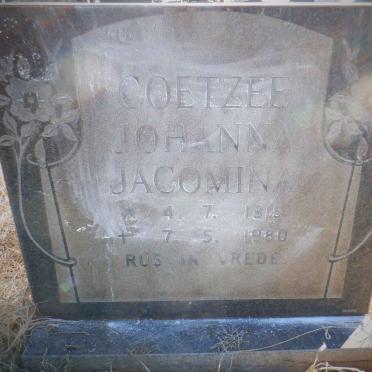 COETZEE
JOHANNA
JACOMINA
* 4. 7.
† 7. 5. 1980
RUS IN VREDE